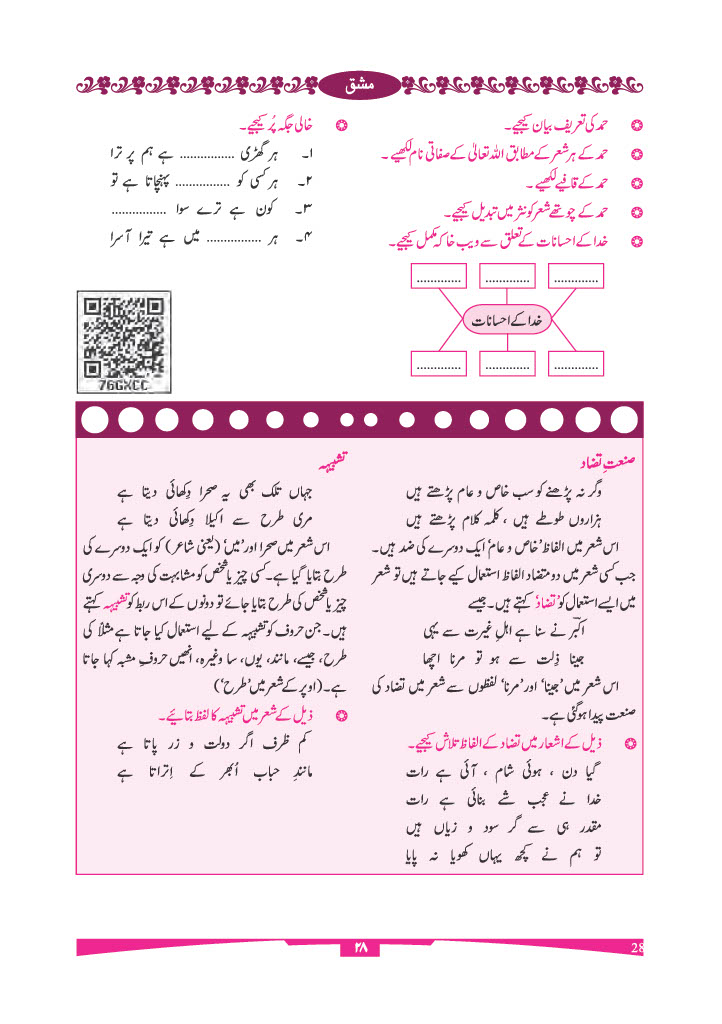 مشق
حمد کی تعریف بیان کیجیے۔
حمد کے ہر شعر کے مطابق اللہ تعالیٰ کے صفاتی نام لکھیے۔
حمد کے قافیے لکھیے۔
حمد کے چوتھے شعر کو نثر میں تبدیل کیجیے۔
خدا کے احسانات کے تعلق سے ویب خاکہ مکمل کیجیے۔
............. ............. .............
خدا کے احسانات
............. ............. .............
خالی جگہ پُر کیجیے۔
۱۔ ہر گھڑی ................ ہے ہم پر ترا
۲۔ ہر کسی کو ................ پہنچاتا ہے تو
۳۔ کون ہے ترے سوا ................
۴۔ ہر ................ میں ہے تیرا آسرا
76GXCC
صنعتِ تضاد
وگر نہ پڑھنے کو سب خاص و عام پڑھتے ہیں
ہزاروں طوطے ہیں ، کلمہ کلام پڑھتے ہیں
اس شعر میں الفاظ 'خاص و عام' ایک دوسرے کی ضد ہیں۔
جب کسی شعر میں دو متضاد الفاظ استعمال کیے جاتے ہیں تو شعر
میں ایسے استعمال کو 'تضاد' کہتے ہیں۔ جیسے
اکبرؔ نے سنا ہے اہلِ غیرت سے یہی
جینا ذلت سے ہو تو مرنا اچھا
اس شعر میں 'جینا' اور 'مرنا' لفظوں سے شعر میں تضاد کی
صنعت پیدا ہوگئی ہے۔
ذیل کے اشعار میں تضاد کے الفاظ تلاش کیجیے۔
گیا دن ، ہوئی شام ، آئی ہے رات
خدا نے عجب شے بنائی ہے رات
مقدر ہی سے گر سود و زیاں ہیں
تو ہم نے کچھ یہاں کھویا نہ پایا
تشبیہہ
جہاں تلک بھی یہ صحرا دِکھائی دیتا ہے
مری طرح سے اکیلا دِکھائی دیتا ہے
اس شعر میں صحرا اور 'میں' (یعنی شاعر) کو ایک دوسرے کی
طرح بتایا گیا ہے۔ کسی چیز یا شخص کو مشابہت کی وجہ سے دوسری
چیز یا شخص کی طرح بتایا جائے تو دونوں کے اس ربط کو تشبیہہ کہتے
ہیں۔ جن حروف کو تشبیہہ کے لیے استعمال کیا جاتا ہے مثلاً کی
طرح، جیسے، مانند، یوں، سا وغیرہ، انھیں حروفِ مشبہ کہا جاتا
ہے۔ (اوپر کے شعر میں 'طرح')
ذیل کے شعر میں تشبیہہ کا لفظ بتائیے۔
کم ظرف اگر دولت و زر پاتا ہے
مانندِ حباب اُبھر کے اِتراتا ہے
۲۸
28